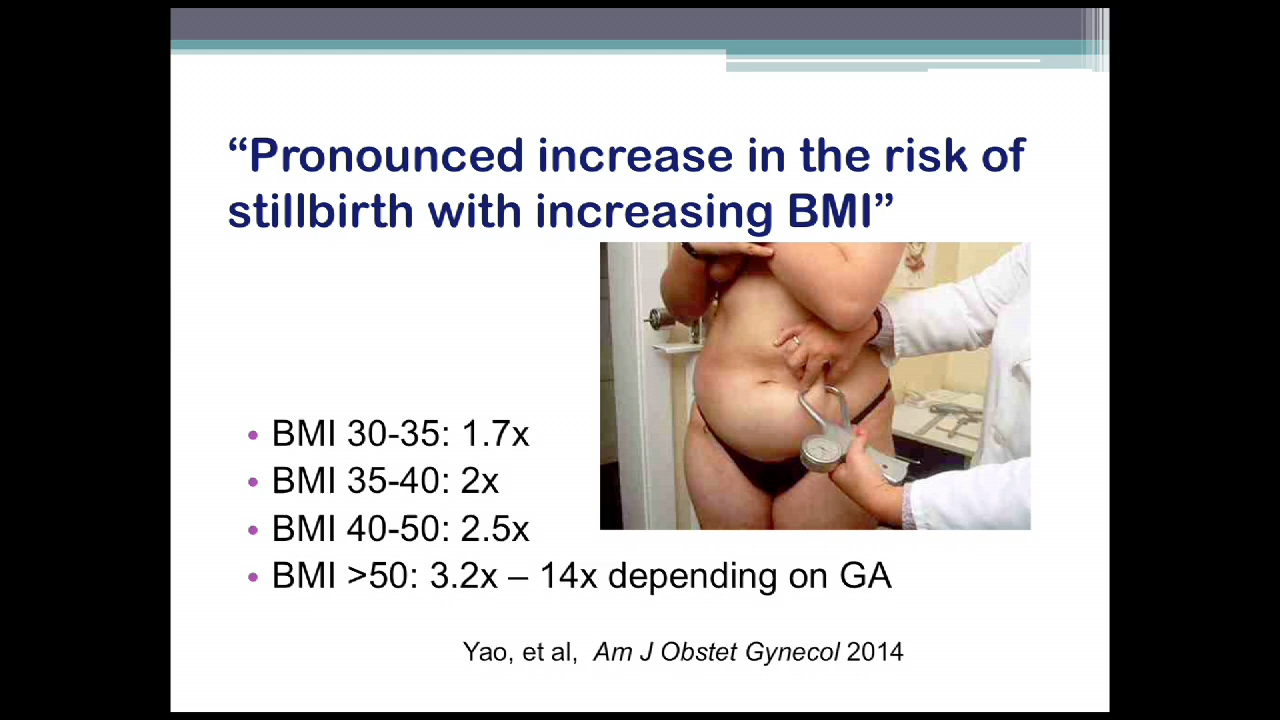 “Pronounced increase in the risk of
stillbirth with increasing BMI”
• BMI 30-35: 1.7x
• BMI 35-40: 2x
• BMI 40-50: 2.5x
• BMI >50: 3.2x – 14x depending on GA
Yao, et al, Am J Obstet Gynecol 2014